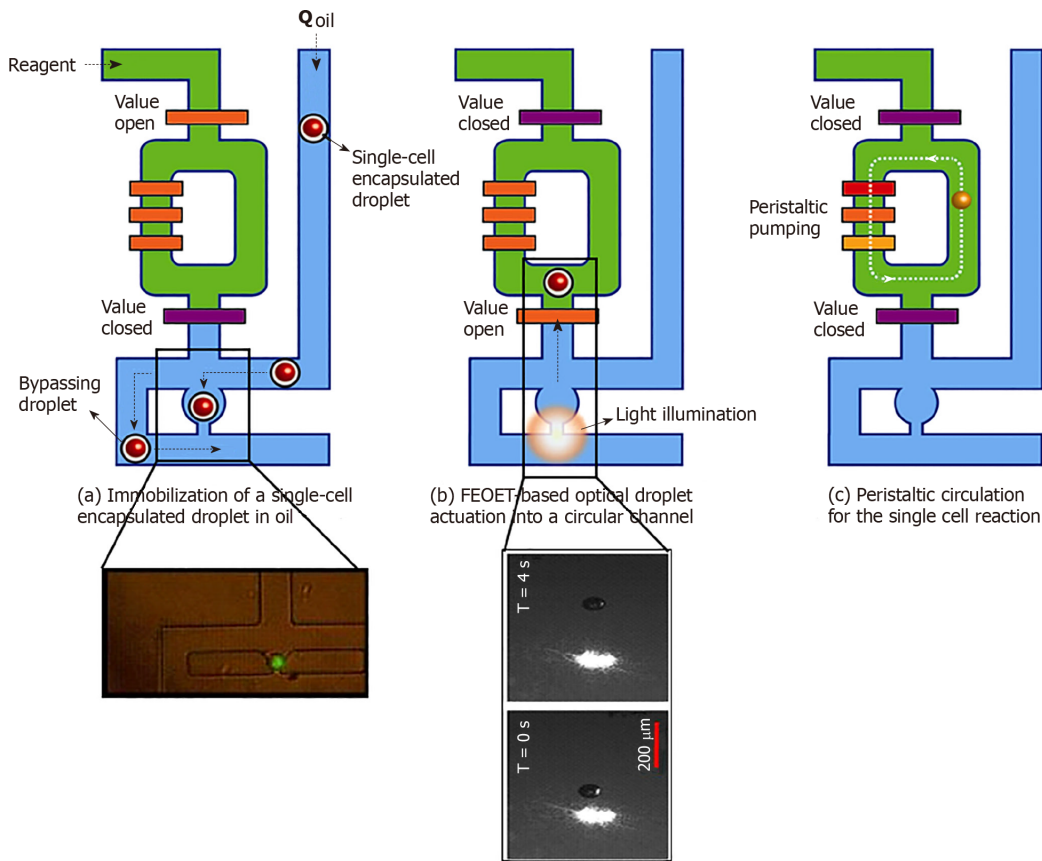 Q oil
Reagent
Value
open
Single-cell
encapsulated
droplet
Value
closed
Bypassing
droplet
(a) Immobilization of a single-cell
encapsulated droplet in oil
Value
closed
Value
open
Light illumination
(b) FEOET-based optical droplet
actuation into a circular channel
T = 4 s
T = 0 s
200 μm
Value
closed
Peristaltic
pumping
Value
closed
(c) Peristaltic circulation
for the single cell reaction